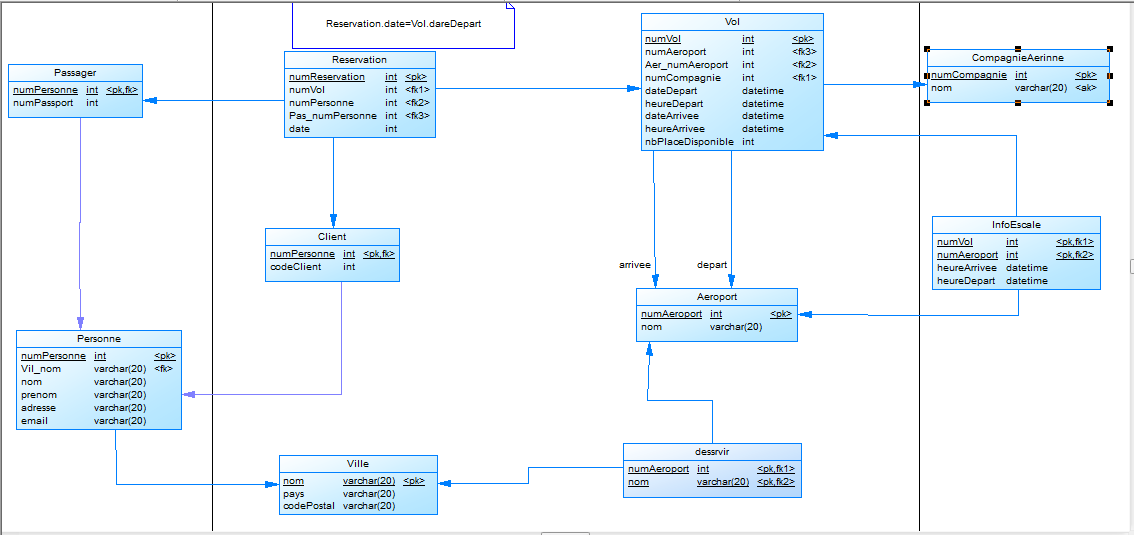 Reservation.date=Vol.dareDepart
Passager
numPersonne int <pk,fk>
numPassport int
Reservation
numReservation int <pk>
numVol int <fk1>
numPersonne int <fk2>
Pas_numPersonne int <fk3>
date int
Vol
numVol int <pk>
numAeroport int <fk3>
Aer_numAeroport int <fk2>
numCompagnie int <fk1>
dateDepart datetime
heureDepart datetime
dateArrivee datetime
heureArrivee datetime
nbPlaceDisponible int
CompagnieAerinne
numCompagnie int <pk>
nom varchar(20) <ak>
Client
numPersonne int <pk,fk>
codeClient int
InfoEscale
numVol int <pk,fk1>
numAeroport int <pk,fk2>
heureArrivee datetime
heureDepart datetime
arrivee
depart
Aeroport
numAeroport int <pk>
nom varchar(20)
Personne
numPersonne int <pk>
Vil_nom varchar(20) <fk>
nom varchar(20)
prenom varchar(20)
adresse varchar(20)
email varchar(20)
Ville
nom varchar(20) <pk>
pays varchar(20)
codePostal varchar(20)
dessrvir
numAeroport int <pk,fk1>
nom varchar(20) <pk,fk2>